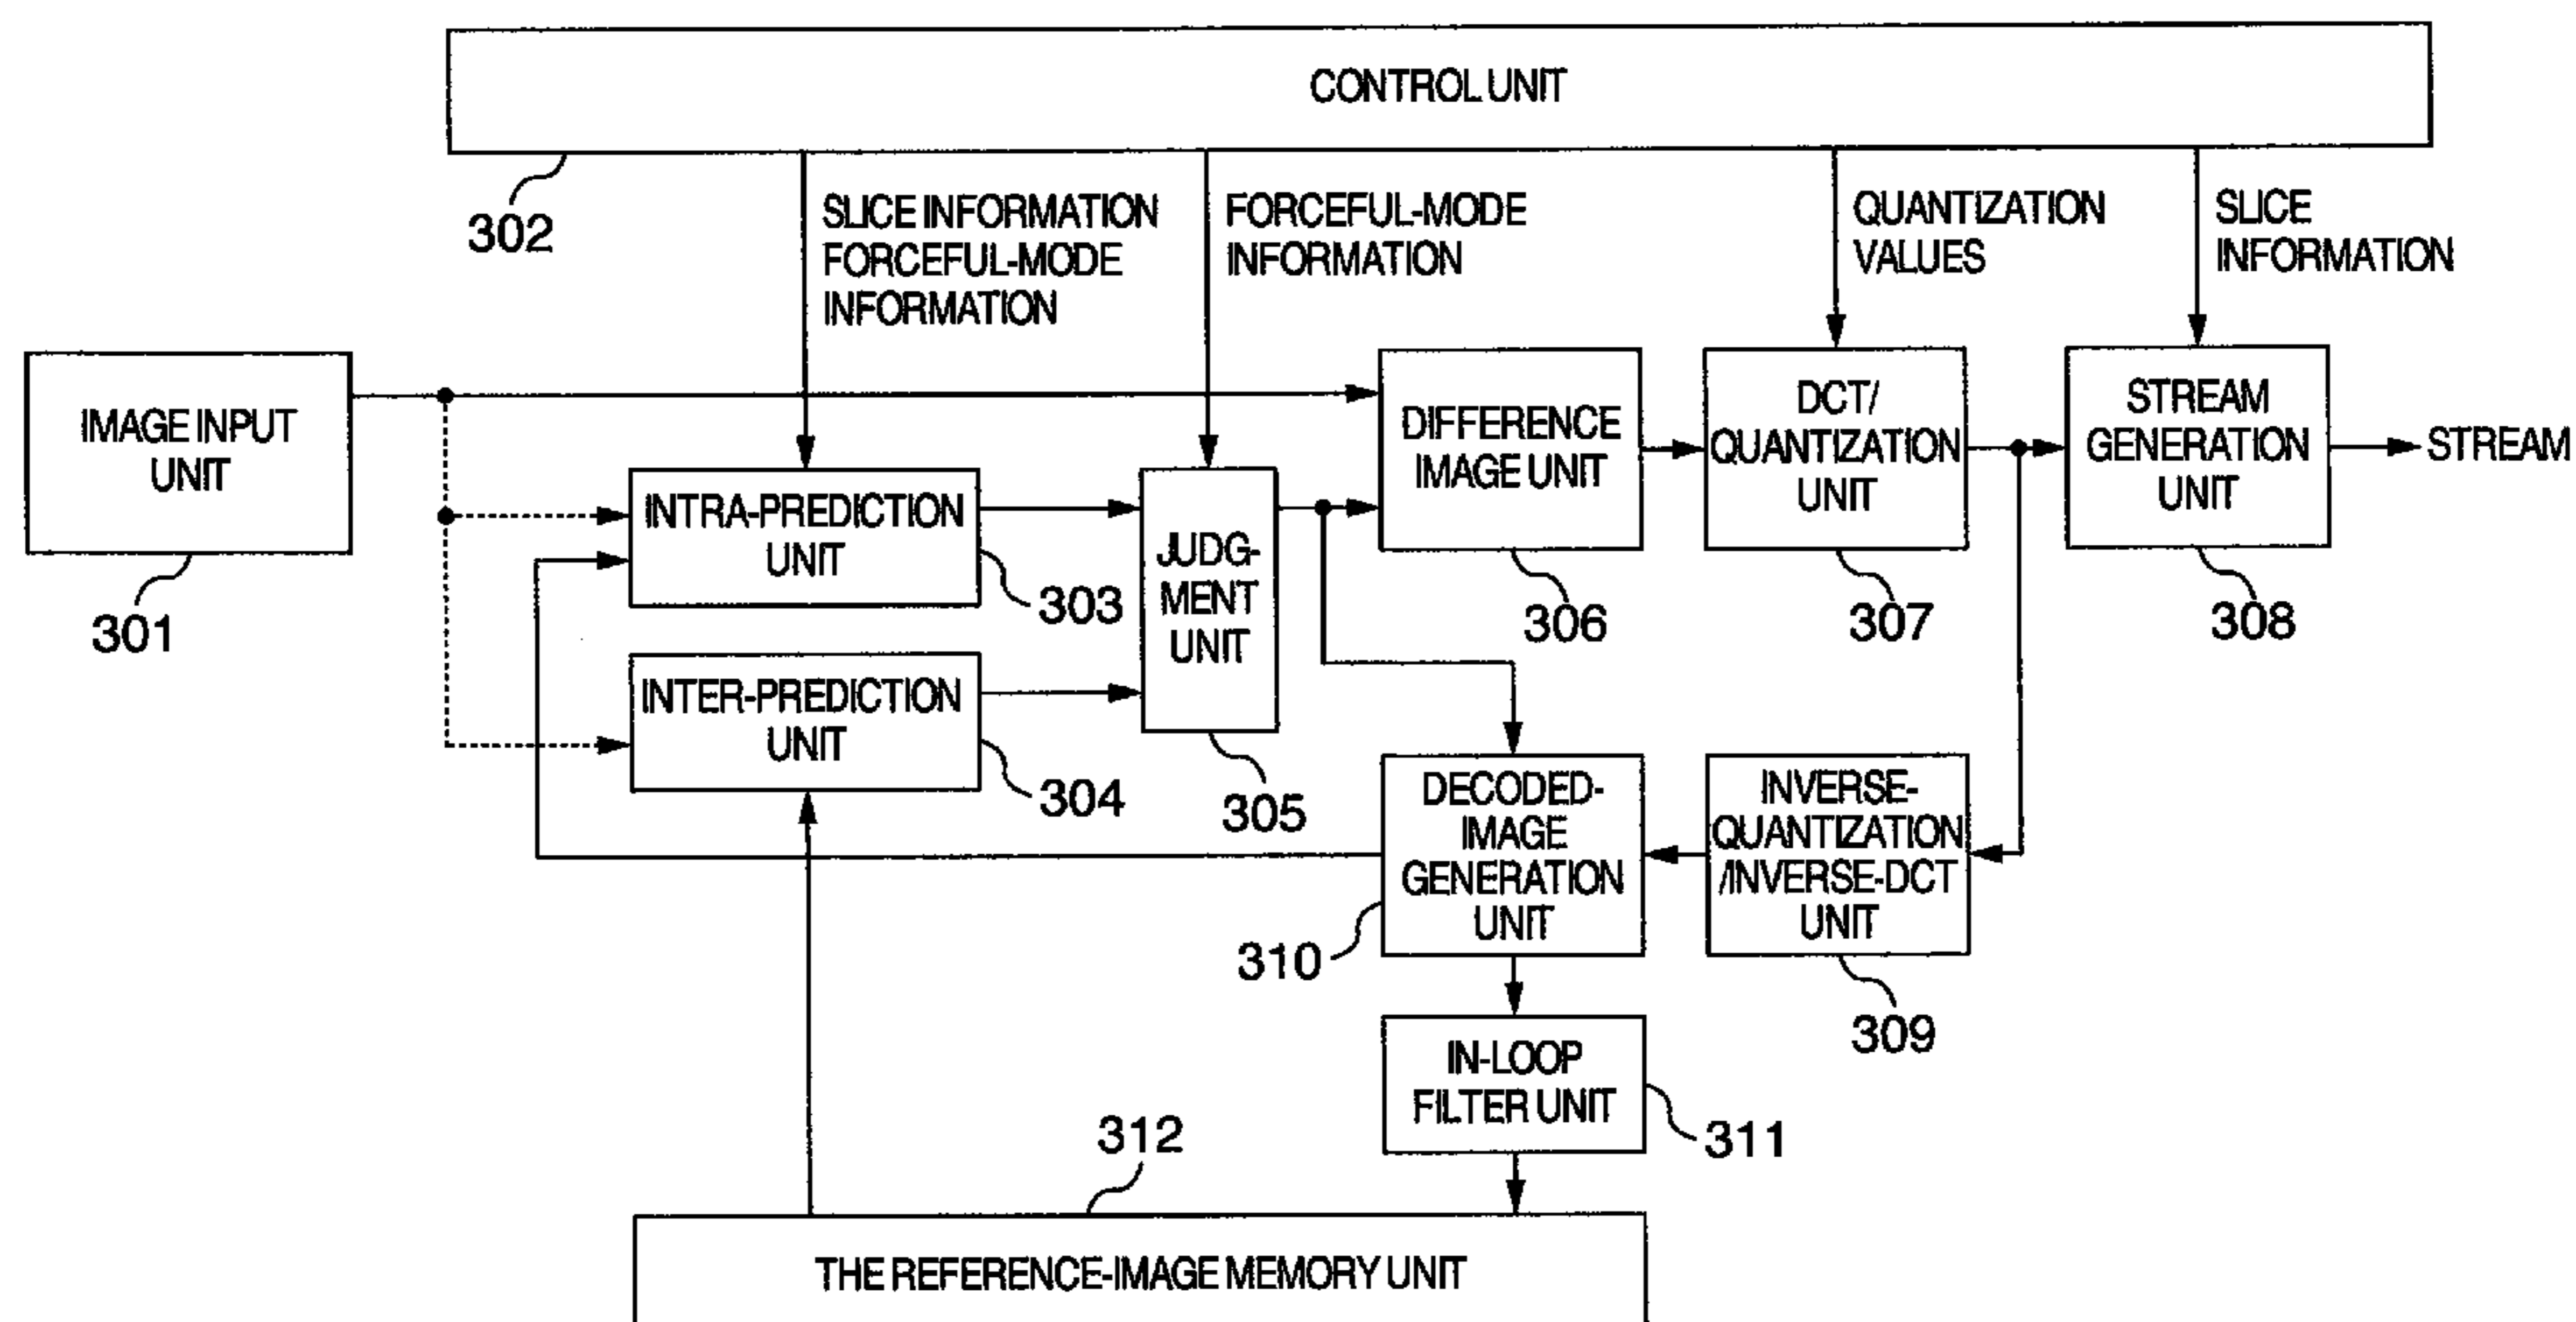 CONTROL UNIT
302
SLICE INFORMATION
FORCEFUL-MODE
INFORMATION
FORCEFUL-MODE
INFORMATION
QUANTIZATION
VALUES
SLICE
INFORMATION
IMAGE INPUT
UNIT
301
INTRA-PREDICTION
UNIT
303
INTER-PREDICTION
UNIT
304
JUDG-
MENT
UNIT
305
DIFFERENCE
IMAGE UNIT
306
DCT/
QUANTIZATION
UNIT
307
STREAM
GENERATION
UNIT
308
STREAM
DECODED-
IMAGE
GENERATION
UNIT
310
INVERSE-
QUANTIZATION
/INVERSE-DCT
UNIT
309
IN-LOOP
FILTER UNIT
311
312
THE REFERENCE-IMAGE MEMORY UNIT